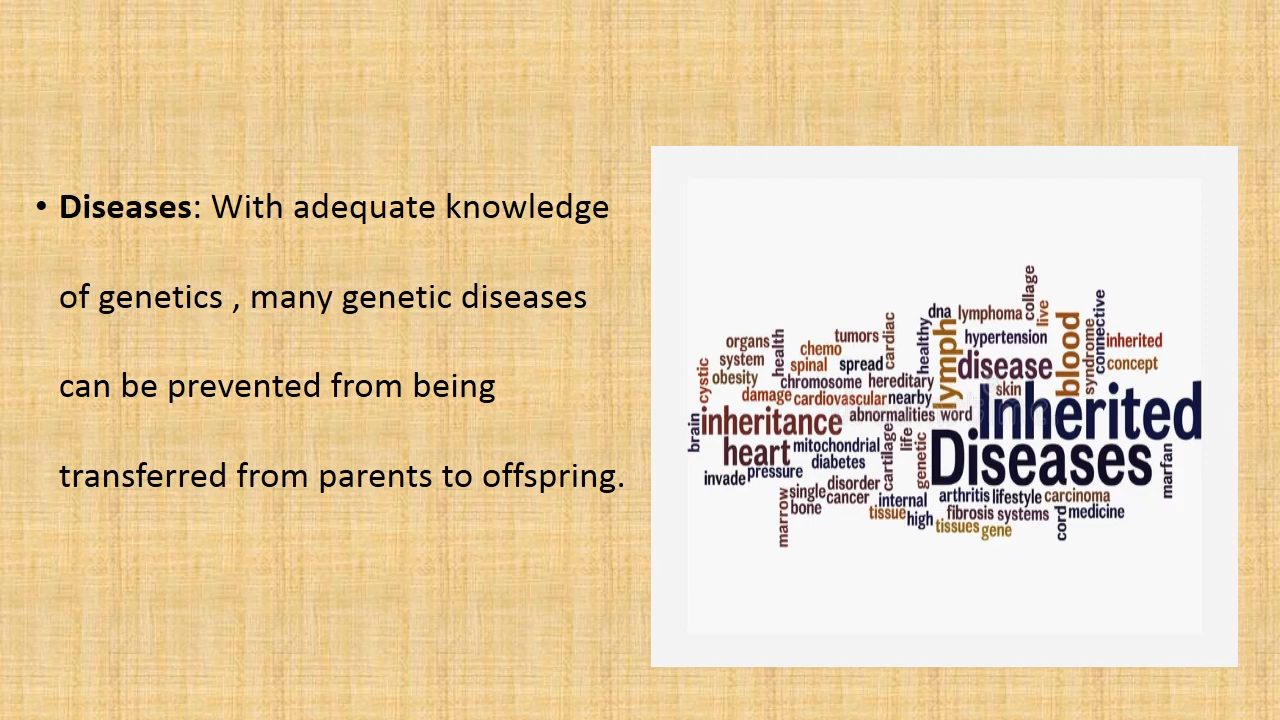 • Diseases: With adequate knowledge
of genetics , many genetic diseases
can be prevented from being
transferred from parents to offspring.
collage
dna lymphoma live
connective
organs health tumors cardiac healthy lymph hypertension blood syndrome inherited
system chemo spinal spread disease concept
cystic obesity chromosome hereditary skin
damage cardiovascular nearby
brain inheritance abnormalities word Inherited
heart mitochondrial cartilage life genetic Diseases marfan
invade pressure diabetes
marrow single disorder internal arthritis lifestyle carcinoma
bone cancer tissue high fibrosis systems cord medicine
tissues gene